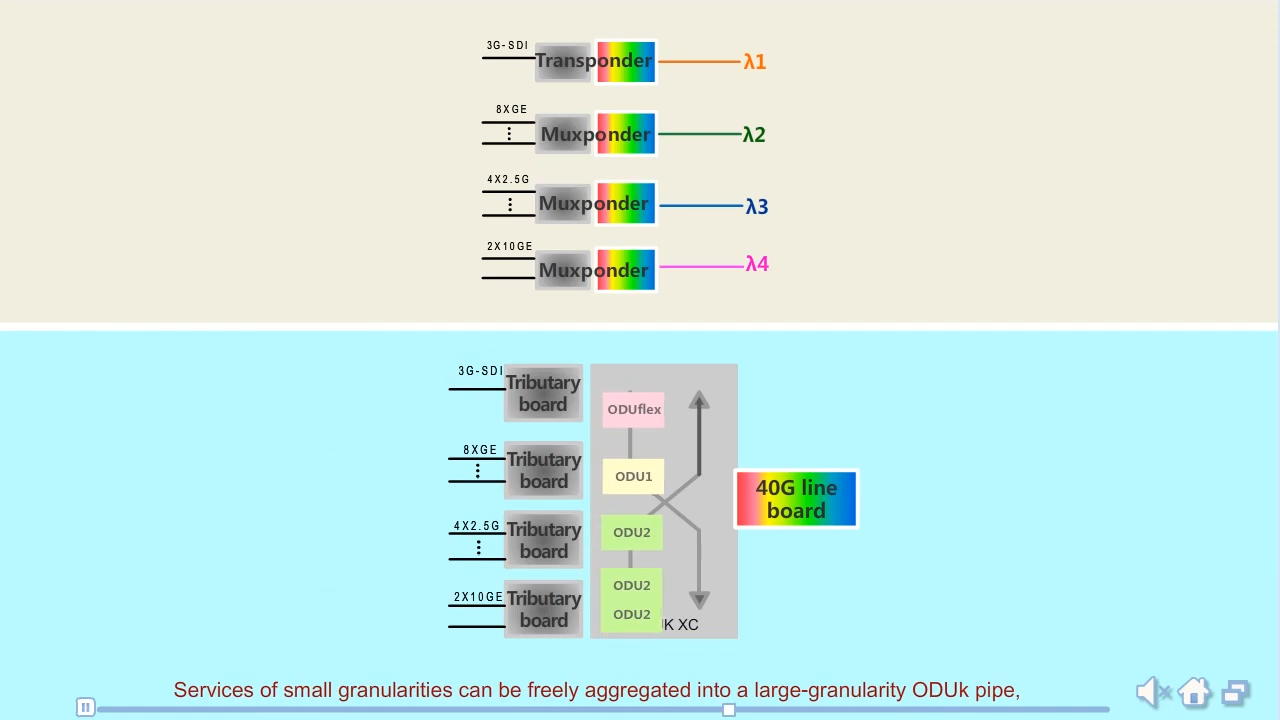 3G-SDI
Transponder
λ1
8XGE
Muxponder
λ2
4X2.5G
Muxponder
λ3
2X10GE
Muxponder
λ4
3G-SDI
Tributary
board
ODUflex
8XGE
Tributary
board
ODU1
40G line
board
4X2.5G
Tributary
board
ODU2
2X10GE
Tributary
board
ODU2
ODU2
K XC
Services of small granularities can be freely aggregated into a large-granularity ODUk pipe,